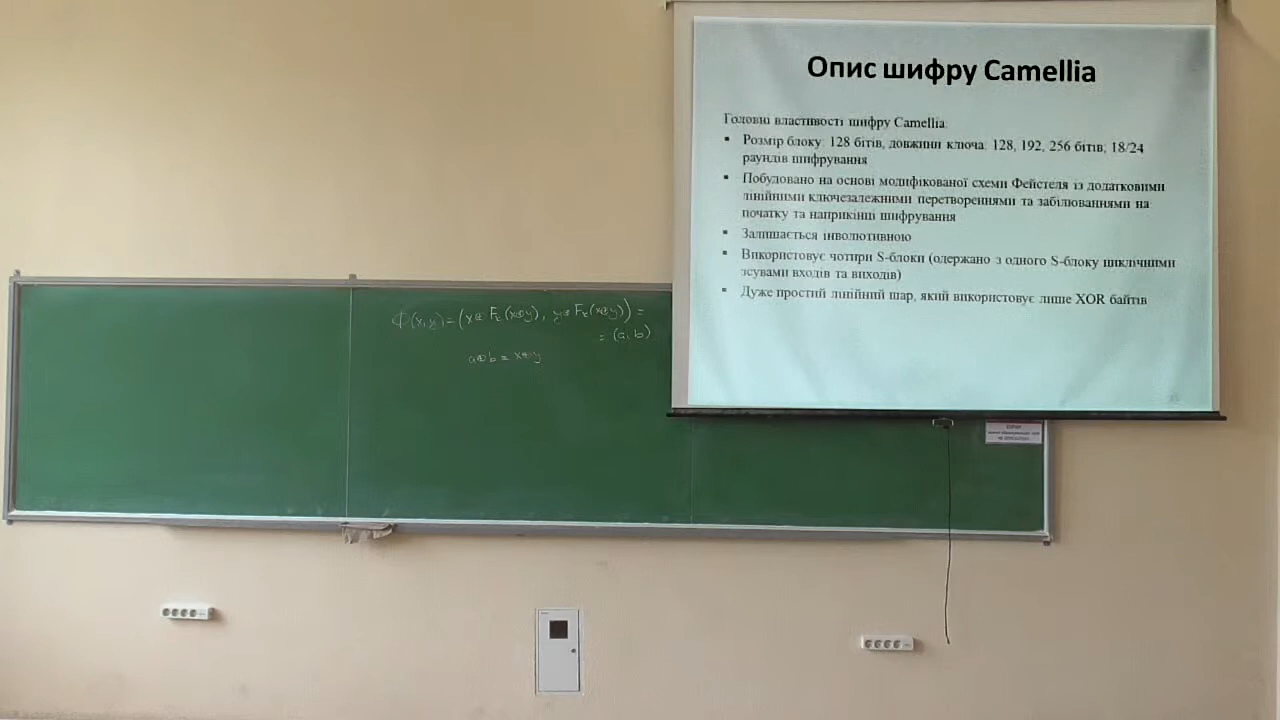 Φ(x,y)=(x⊕F_k(x⊕y), y⊕F_k(x⊕y))=
= (a,b)
a⊕b = x⊕y
Опис шифру Camellia
Головні властивості шифру Camellia:
▪ Розмір блоку: 128 бітів, довжини ключа: 128, 192, 256 бітів; 18/24
раундів шифрування
▪ Побудовано на основі модифікованої схеми Фейстеля із додатковими
лінійними ключезалежними перетвореннями та забілюваннями на
початку та наприкінці шифрування
▪ Залишається інволютивною
▪ Використовує чотири S-блоки (одержано з одного S-блоку циклічними
зсувами входів та виходів)
▪ Дуже простий лінійний шар, який використовує лише XOR байтів